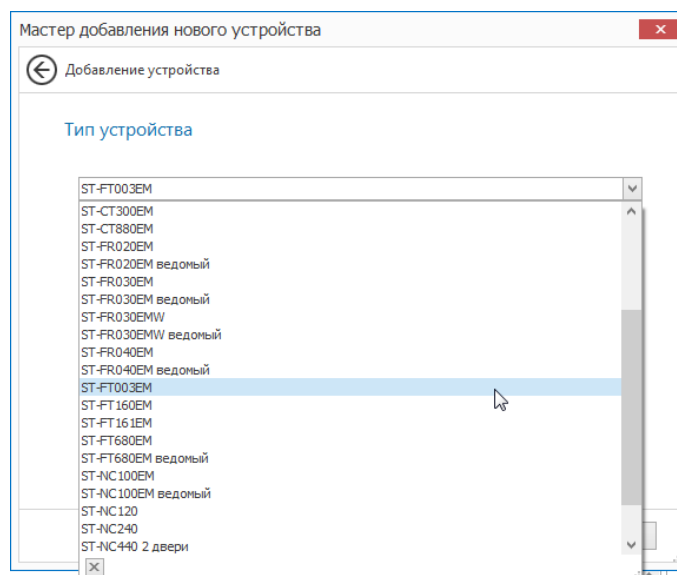 Мастер добавления нового устройства
Добавление устройства
Тип устройства
ST-FT003EM
ST-CT300EM
ST-CT880EM
ST-FR020EM
ST-FR020EM ведомый
ST-FR030EM
ST-FR030EM ведомый
ST-FR030EMW
ST-FR030EMW ведомый
ST-FR040EM
ST-FR040EM ведомый
ST-FT003EM
ST-FT160EM
ST-FT161EM
ST-FT680EM
ST-FT680EM ведомый
ST-NC100EM
ST-NC100EM ведомый
ST-NC120
ST-NC240
ST-NC440 2 двери